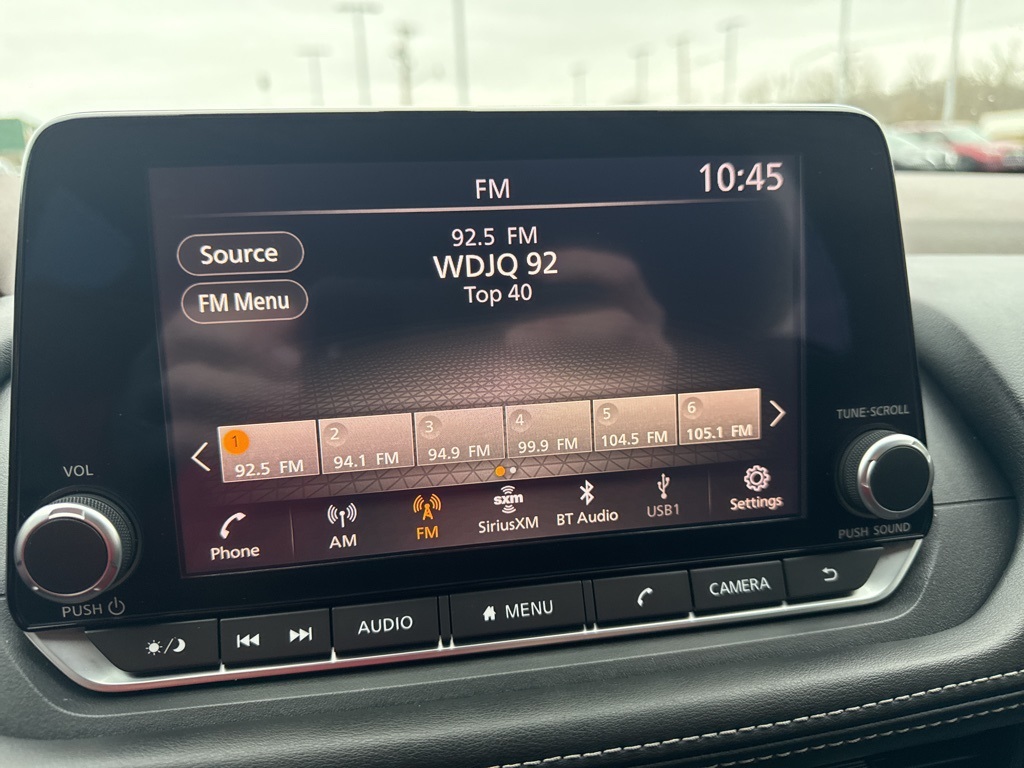 FM
10:45
Source
FM Menu
92.5 FM
WDJQ 92
Top 40
1
92.5 FM
2
94.1 FM
3
94.9 FM
4
99.9 FM
5
104.5 FM
6
105.1 FM
Phone
AM
FM
sxm
SiriusXM
BT Audio
USB1
Settings
VOL
PUSH
TUNE·SCROLL
PUSH SOUND
AUDIO
MENU
CAMERA